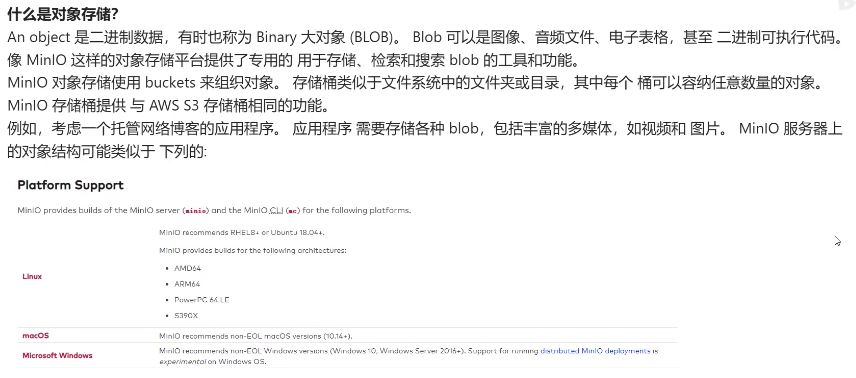 什么是对象存储?
An object 是二进制数据，有时也称为 Binary 大对象 (BLOB)。 Blob 可以是图像、音频文件、电子表格，甚至 二进制可执行代码。
像 MinIO 这样的对象存储平台提供了专用的 用于存储、检索和搜索 blob 的工具和功能。
MinIO 对象存储使用 buckets 来组织对象。 存储桶类似于文件系统中的文件夹或目录，其中每个 桶可以容纳任意数量的对象。
MinIO 存储桶提供 与 AWS S3 存储桶相同的功能。
例如，考虑一个托管网络博客的应用程序。 应用程序 需要存储各种 blob，包括丰富的多媒体，如视频和 图片。 MinIO 服务器上
的对象结构可能类似于 下列的:
Platform Support
MinIO provides builds of the MinIO server (minio) and the MinIO CLI (mc) for the following platforms.
MinIO recommends RHEL8+ or Ubuntu 18.04+.
MinIO provides builds for the following architectures:
Linux
• AMD64
• ARM64
• PowerPC 64 LE
• S390X
macOS
MinIO recommends non-EOL macOS versions (10.14+).
Microsoft Windows
MinIO recommends non-EOL Windows versions (Windows 10, Windows Server 2016+). Support for running distributed MinIO deployments is
experimental on Windows OS.